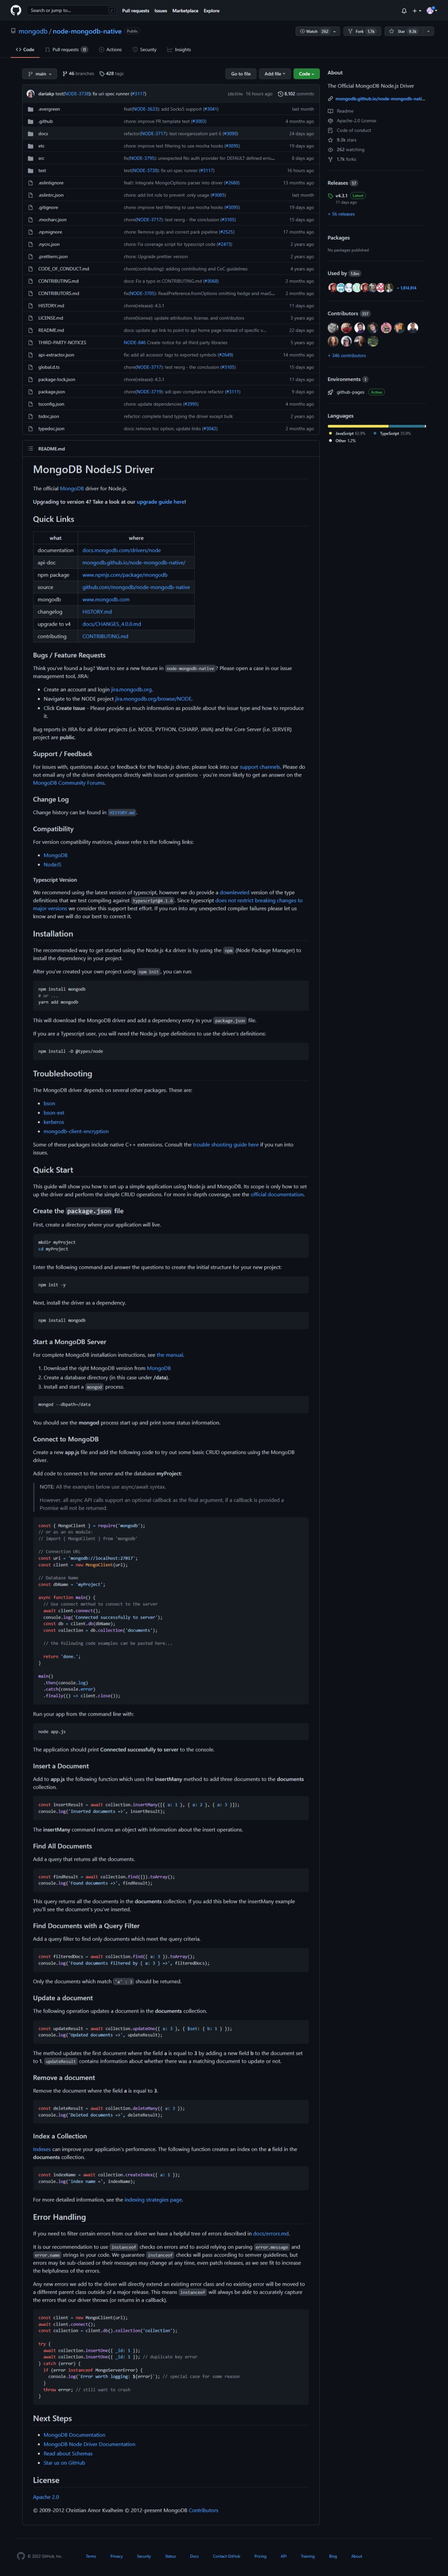 Search or jump to...
Pull requests Issues Marketplace Explore
mongodb / node-mongodb-native Public
Watch 262 Fork 1.7k Star 9.3k
Code Pull requests Actions Security Insights
main 46 branches 428 tags Go to file Add file Code
dariakp test(NODE-3738): fix uri spec runner (#3117) 16 hours ago 8,102 commits
.evergreen feat(NODE-2633): add Socks5 support (#3041) last month
.github chore: improve PR template text (#3003) 4 months ago
docs refactor(NODE-3717): test reorganization part 0 (#3090) 24 days ago
etc chore: improve test filtering to use mocha hooks (#3095) 19 days ago
src 9 days ago
test test(NODE-3738): fix uri spec runner (#3117) 16 hours ago
.eslintignore feat!: integrate MongoOptions parser into driver (#2680) 13 months ago
.eslintrc.json chore: add lint rule to prevent .only usage (#3085) last month
.gitignore chore: improve test filtering to use mocha hooks (#3095) 19 days ago
.mocharc.json chore(NODE-3717): test reorg - the conclusion (#3105) 15 days ago
.npmignore chore: Remove gulp and correct pack pipeline (#2525) 17 months ago
.nycrc.json chore: Fix coverage script for typescript code (#2473) 2 years ago
.prettierrc.json chore: Upgrade prettier version 2 years ago
CODE_OF_CONDUCT.md chore(contributing): adding contributing and CoC guidelines 4 years ago
CONTRIBUTING.md docs: Fix a typo in CONTRIBUTING.md (#3000) 2 months ago
CONTRIBUTORS.md 2 months ago
HISTORY.md chore(release): 4.3.1 11 days ago
LICENSE.md chore(license): update attribution, license, and contributors 3 years ago
README.md docs: update api link to point to api home page instead of specific v... 22 days ago
THIRD-PARTY-NOTICES NODE-846 Create notice for all third party libraries 5 years ago
api-extractor.json fix: add all accessor tags to exported symbols 14 months ago
global.d.ts chore(NODE-3717): test reorg - the conclusion (#3105) 15 days ago
package-lock.json chore(release): 4.3.1 11 days ago
package.json chore(NODE-3719): spec compliance refactor (#3111) 9 days ago
tsconfig.json chore: update dependencies (#2995) 4 months ago
tsdoc.json refactor: complete hand typing the driver except bulk 2 years ago
typedoc.json docs: remove toc option, update links (#3042) 2 months ago
README.md
MongoDB NodeJS Driver
The official MongoDB driver for Node.js.
Upgrading to version 4? Take a look at our upgrade guide here!
Quick Links
what where
documentation docs.mongodb.com/drivers/node
api-doc mongodb.github.io/node-mongodb-native/
npm package www.npmjs.com/package/mongodb
source github.com/mongodb/node-mongodb-native
mongodb www.mongodb.com
changelog HISTORY.md
upgrade to v4 docs/CHANGES_4.0.0.md
contributing CONTRIBUTING.md
Bugs / Feature Requests
Think you've found a bug? Want to see a new feature in node-mongodb-native? Please open a case in our issue
management tool, JIRA:
Create an account and login jira.mongodb.org.
Navigate to the NODE project jira.mongodb.org/browse/NODE.
Click Create Issue - Please provide as much information as possible about the issue type and how to reproduce
it.
Bug reports in JIRA for all driver projects (i.e. NODE, PYTHON, CSHARP, JAVA) and the Core Server (i.e. SERVER)
project are public.
Support / Feedback
For issues with, questions about, or feedback for the Node.js driver, please look into our support channels. Please do
not email any of the driver developers directly with issues or questions - you're more likely to get an answer on the
MongoDB Community Forums.
Change Log
Change history can be found in HISTORY.md.
Compatibility
For version compatibility matrices, please refer to the following links:
MongoDB
NodeJS
Typescript Version
We recommend using the latest version of typescript, however we do provide a downleveled version of the type
definitions that we test compiling against typescript@4.1.6. Since typescript does not restrict breaking changes to
major versions we consider this support best effort. If you run into any unexpected compiler failures please let us
know and we will do our best to correct it.
Installation
The recommended way to get started using the Node.js 4.x driver is by using the npm (Node Package Manager) to
install the dependency in your project.
After you've created your own project using npm init, you can run:
npm install mongodb
# or ...
yarn add mongodb
This will download the MongoDB driver and add a dependency entry in your package.json file.
If you are a Typescript user, you will need the Node.js type definitions to use the driver's definitions:
npm install -D @types/node
Troubleshooting
The MongoDB driver depends on several other packages. These are:
bson
bson-ext
kerberos
mongodb-client-encryption
Some of these packages include native C++ extensions. Consult the trouble shooting guide here if you run into
issues.
Quick Start
This guide will show you how to set up a simple application using Node.js and MongoDB. Its scope is only how to set
up the driver and perform the simple CRUD operations. For more in-depth coverage, see the official documentation.
Create the package.json file
First, create a directory where your application will live.
mkdir myProject
cd myProject
Enter the following command and answer the questions to create the initial structure for your new project:
npm init -y
Next, install the driver as a dependency.
npm install mongodb
Start a MongoDB Server
For complete MongoDB installation instructions, see the manual.
1. Download the right MongoDB version from MongoDB
2. Create a database directory (in this case under /data).
3. Install and start a mongod process.
mongod --dbpath=/data
You should see the mongod process start up and print some status information.
Connect to MongoDB
Create a new app.js file and add the following code to try out some basic CRUD operations using the MongoDB
driver.
Add code to connect to the server and the database myProject:
NOTE: All the examples below use async/await syntax.
However, all async API calls support an optional callback as the final argument, if a callback is provided a
Promise will not be returned.
const { MongoClient } = require('mongodb');
// or as an es module:
// import { MongoClient } from 'mongodb'
// Connection URL
const url = 'mongodb://localhost:27017';
const client = new MongoClient(url);
// Database Name
const dbName = 'myProject';
async function main() {
// Use connect method to connect to the server
await client.connect();
console.log('Connected successfully to server');
const db = client.db(dbName);
const collection = db.collection('documents');
// the following code examples can be pasted here...
return 'done.';
}
main()
.then(console.log)
.catch(console.error)
.finally(() => client.close());
Run your app from the command line with:
node app.js
The application should print Connected successfully to server to the console.
Insert a Document
Add to app.js the following function which uses the insertMany method to add three documents to the documents
collection.
const insertResult = await collection.insertMany([{ a: 1 }, { a: 2 }, { a: 3 }]);
console.log('Inserted documents =>', insertResult);
The insertMany command returns an object with information about the insert operations.
Find All Documents
Add a query that returns all the documents.
const findResult = await collection.find({}).toArray();
console.log('Found documents =>', findResult);
This query returns all the documents in the documents collection. If you add this below the insertMany example
you'll see the document's you've inserted.
Find Documents with a Query Filter
Add a query filter to find only documents which meet the query criteria.
const filteredDocs = await collection.find({ a: 3 }).toArray();
console.log('Found documents filtered by { a: 3 } =>', filteredDocs);
Only the documents which match 'a' : 3 should be returned.
Update a document
The following operation updates a document in the documents collection.
const updateResult = await collection.updateOne({ a: 3 }, { $set: { b: 1 } });
console.log('Updated documents =>', updateResult);
The method updates the first document where the field a is equal to 3 by adding a new field b to the document set
to 1. updateResult contains information about whether there was a matching document to update or not.
Remove a document
Remove the document where the field a is equal to 3.
const deleteResult = await collection.deleteMany({ a: 3 });
console.log('Deleted documents =>', deleteResult);
Index a Collection
Indexes can improve your application's performance. The following function creates an index on the a field in the
documents collection.
const indexName = await collection.createIndex({ a: 1 });
console.log('index name =', indexName);
For more detailed information, see the indexing strategies page.
Error Handling
If you need to filter certain errors from our driver we have a helpful tree of errors described in docs/errors.md.
It is our recommendation to use instanceof checks on errors and to avoid relying on parsing error.message and
error.name strings in your code. We guarantee instanceof checks will pass according to semver guidelines, but
errors may be sub-classed or their messages may change at any time, even patch releases, as we see fit to increase
the helpfulness of the errors.
Any new errors we add to the driver will directly extend an existing error class and no existing error will be moved to
a different parent class outside of a major release. This means instanceof will always be able to accurately capture
the errors that our driver throws (or returns in a callback).
const client = new MongoClient(url);
await client.connect();
const collection = client.db().collection('collection');
try {
await collection.insertOne({ _id: 1 });
await collection.insertOne({ _id: 1 }); // duplicate key error
} catch (error) {
if (error instanceof MongoServerError) {
console.log(`Error worth logging: ${error}`); // special case for some reason
}
throw error; // still want to crash
}
Next Steps
MongoDB Documentation
MongoDB Node Driver Documentation
Read about Schemas
Star us on GitHub
License
Apache 2.0
© 2009-2012 Christian Amor Kvalheim © 2012-present MongoDB Contributors
About
The Official MongoDB Node.js Driver
mongodb.github.io/node-mongodb-nati...
Readme
Apache-2.0 License
Code of conduct
9.3k stars
262 watching
1.7k forks
Releases 57
v4.3.1 Latest
11 days ago
+ 56 releases
Packages
No packages published
Used by
Contributors 357
+ 346 contributors
Environments 1
github-pages Active
Languages
JavaScript TypeScript
Other 1.2%
© 2022 GitHub, Inc. Terms Privacy Security Status Docs Contact GitHub Pricing API Training Blog About